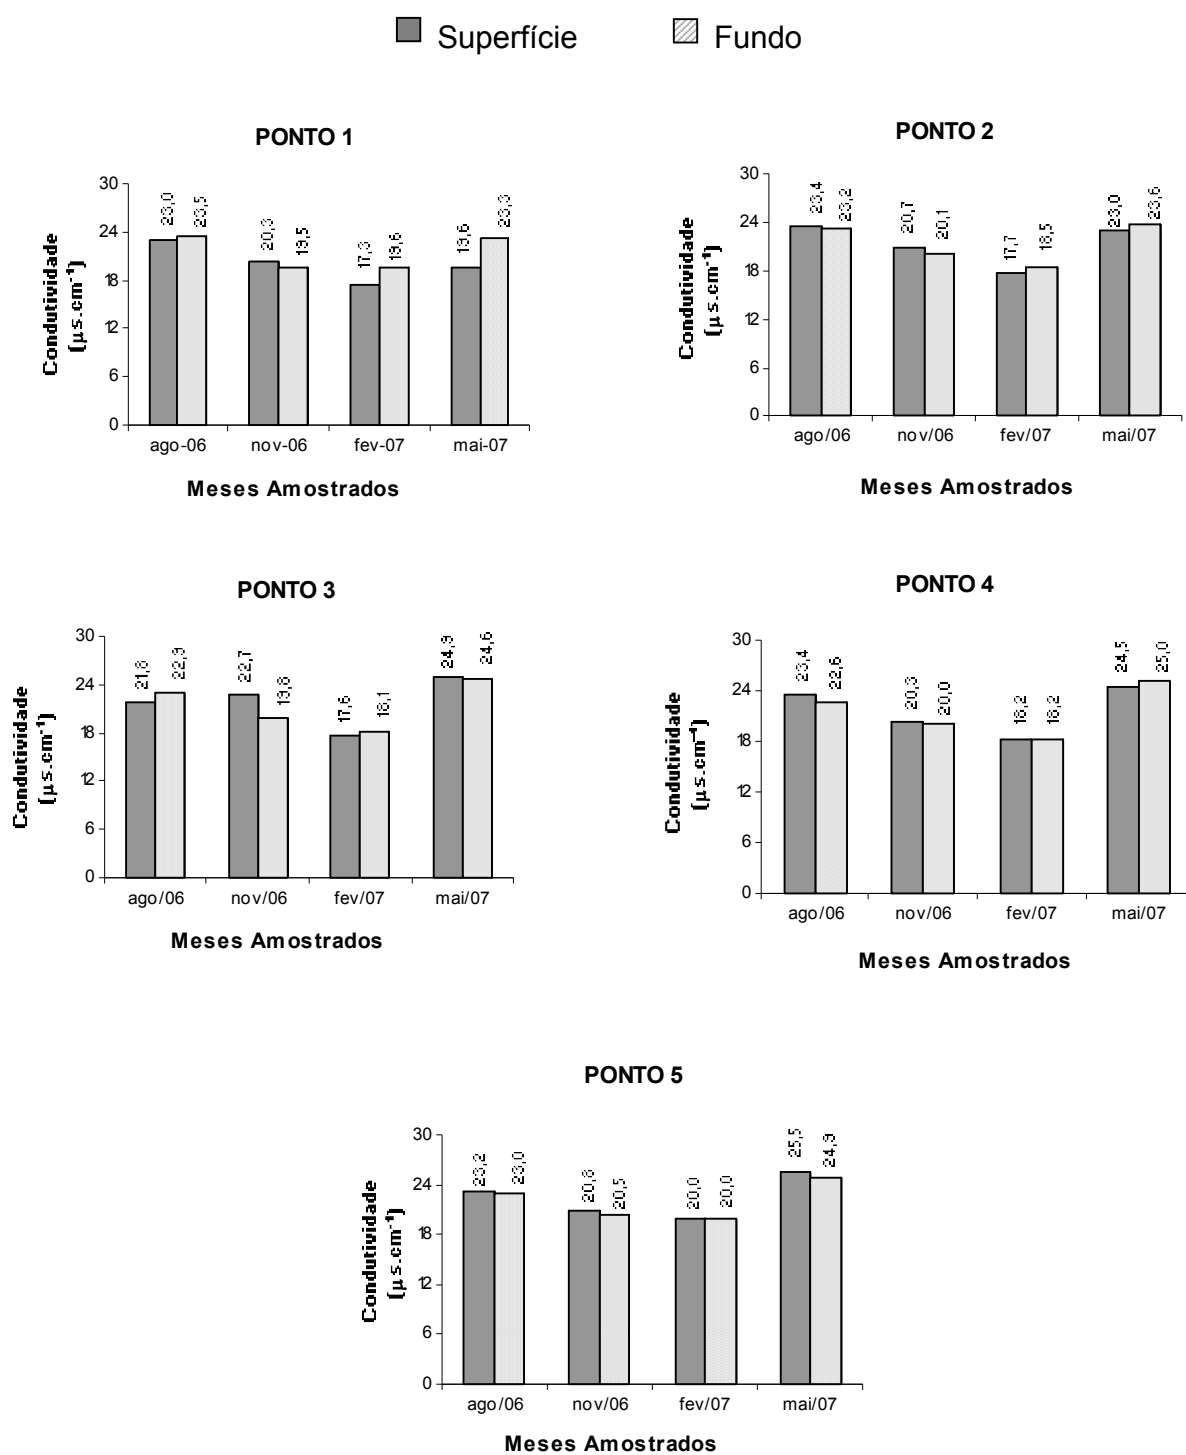 Superfície Fundo
PONTO 1
Condutividade
(µs.cm⁻¹)
30
24
18
12
6
0
23,0 23,5 20,3 19,5 17,3 19,6 19,6 23,3
ago-06 nov-06 fev-07 mai-07
Meses Amostrados
PONTO 2
Condutividade
(µs.cm⁻¹)
30
24
18
12
6
0
23,4 23,2 20,7 20,1 17,7 18,5 23,0 23,6
ago/06 nov/06 fev/07 mai/07
Meses Amostrados
PONTO 3
Condutividade
(µs.cm⁻¹)
30
24
18
12
6
0
21,8 22,9 22,7 19,8 17,6 18,1 24,9 24,6
ago/06 nov/06 fev/07 mai/07
Meses Amostrados
PONTO 4
Condutividade
(µs.cm⁻¹)
30
24
18
12
6
0
23,4 22,6 20,3 20,0 18,2 18,2 24,5 25,0
ago/06 nov/06 fev/07 mai/07
Meses Amostrados
PONTO 5
Condutividade
(µs.cm⁻¹)
30
24
18
12
6
0
23,2 23,0 20,8 20,5 20,0 20,0 25,5 24,9
ago/06 nov/06 fev/07 mai/07
Meses Amostrados